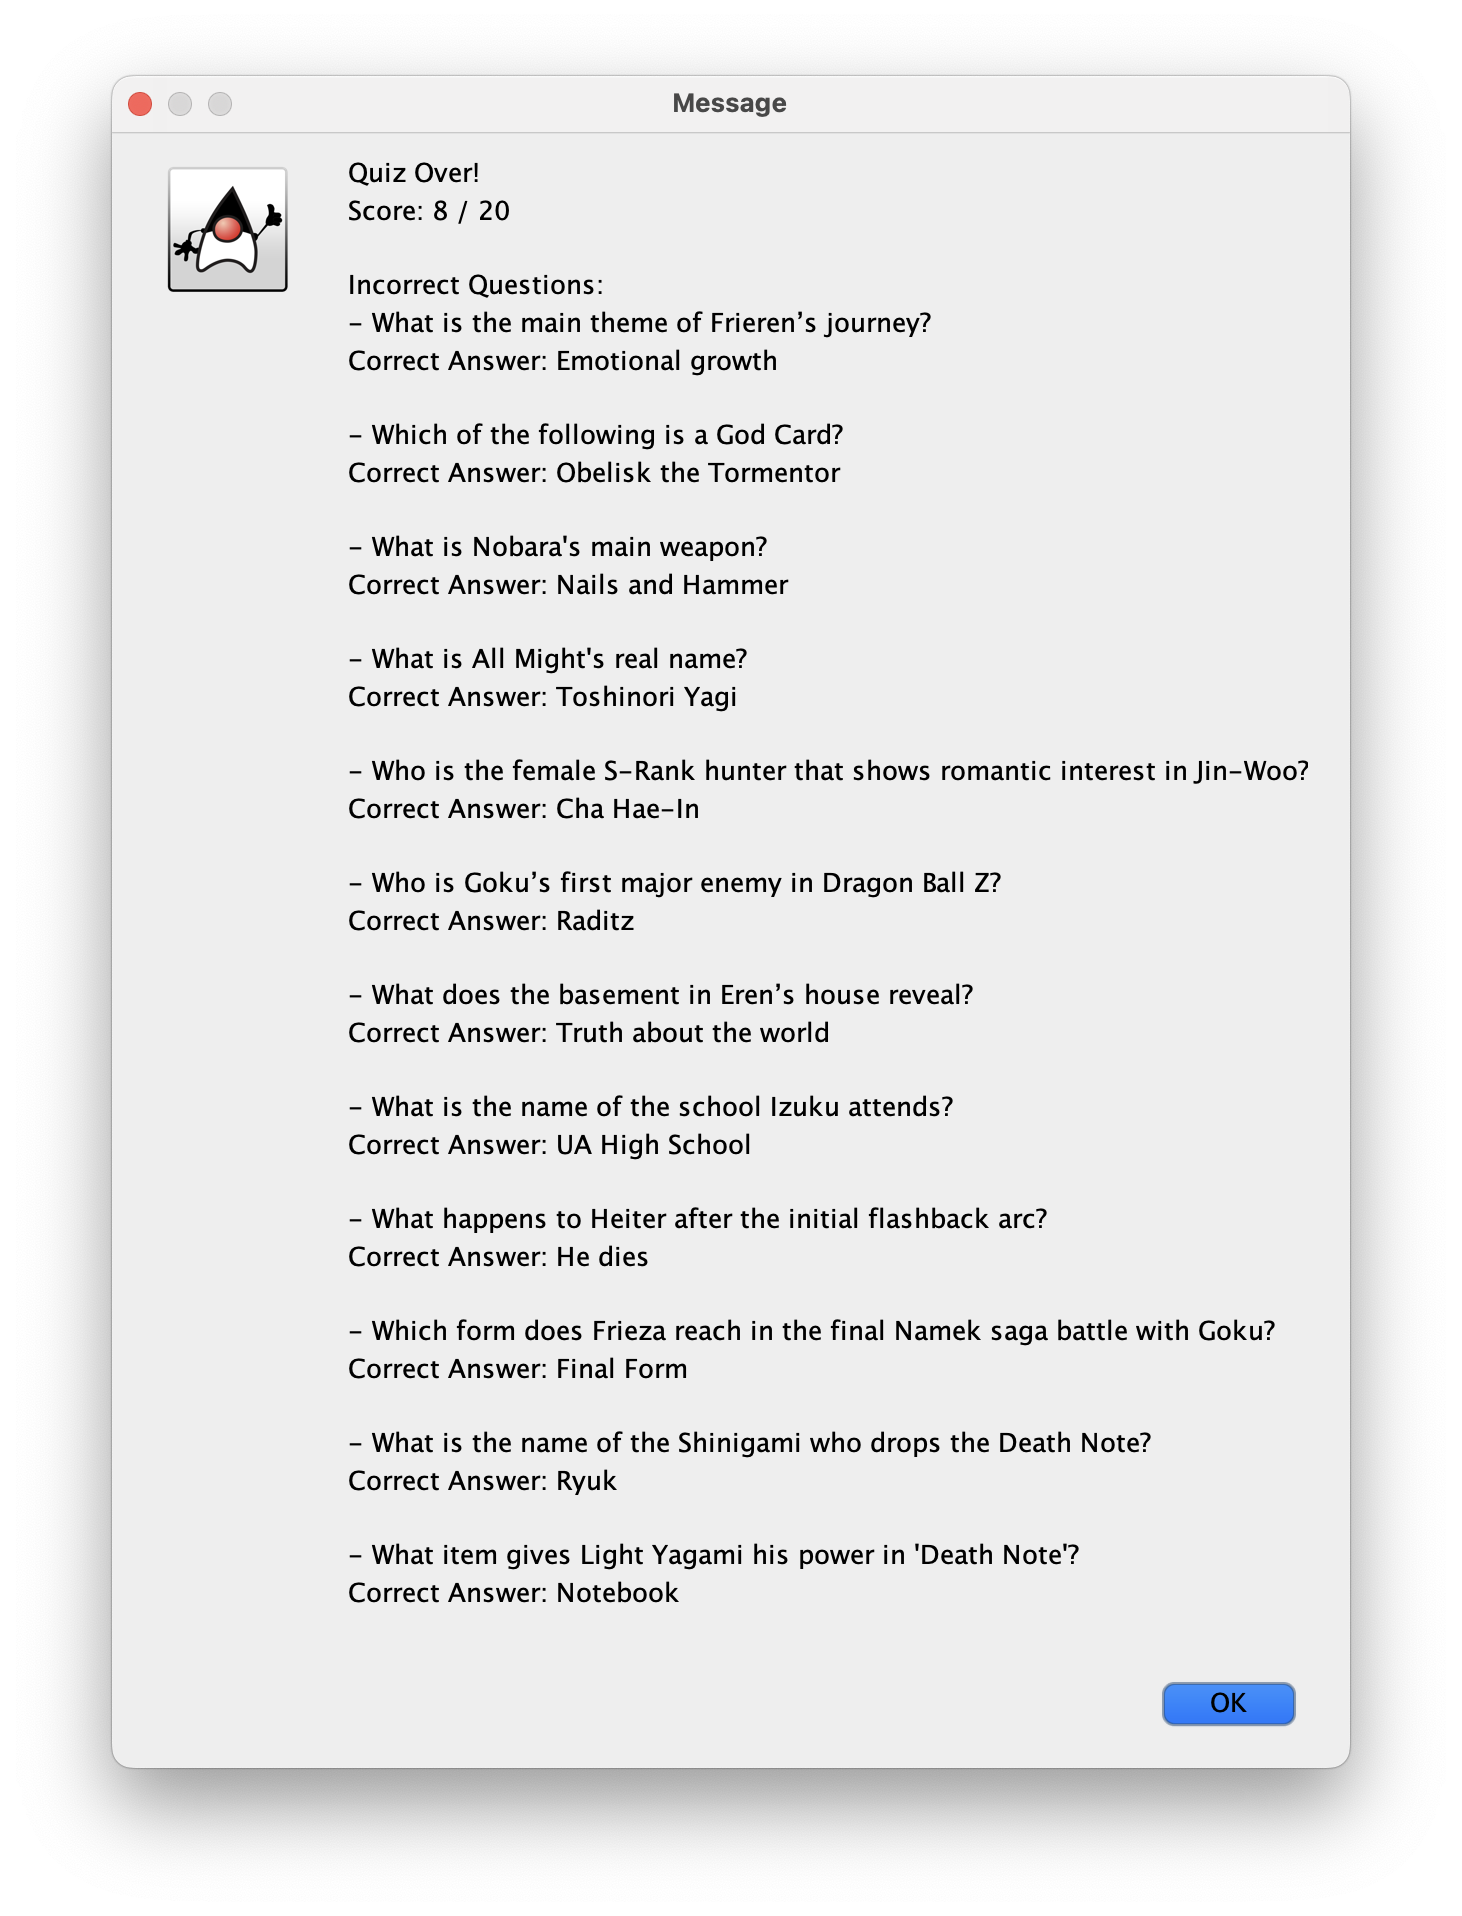 Message
Quiz Over!
Score: 8 / 20
Incorrect Questions:
- What is the main theme of Frieren’s journey?
Correct Answer: Emotional growth
- Which of the following is a God Card?
Correct Answer: Obelisk the Tormentor
- What is Nobara's main weapon?
Correct Answer: Nails and Hammer
- What is All Might's real name?
Correct Answer: Toshinori Yagi
- Who is the female S-Rank hunter that shows romantic interest in Jin-Woo?
Correct Answer: Cha Hae-In
- Who is Goku’s first major enemy in Dragon Ball Z?
Correct Answer: Raditz
- What does the basement in Eren’s house reveal?
Correct Answer: Truth about the world
- What is the name of the school Izuku attends?
Correct Answer: UA High School
- What happens to Heiter after the initial flashback arc?
Correct Answer: He dies
- Which form does Frieza reach in the final Namek saga battle with Goku?
Correct Answer: Final Form
- What is the name of the Shinigami who drops the Death Note?
Correct Answer: Ryuk
- What item gives Light Yagami his power in 'Death Note'?
Correct Answer: Notebook
OK